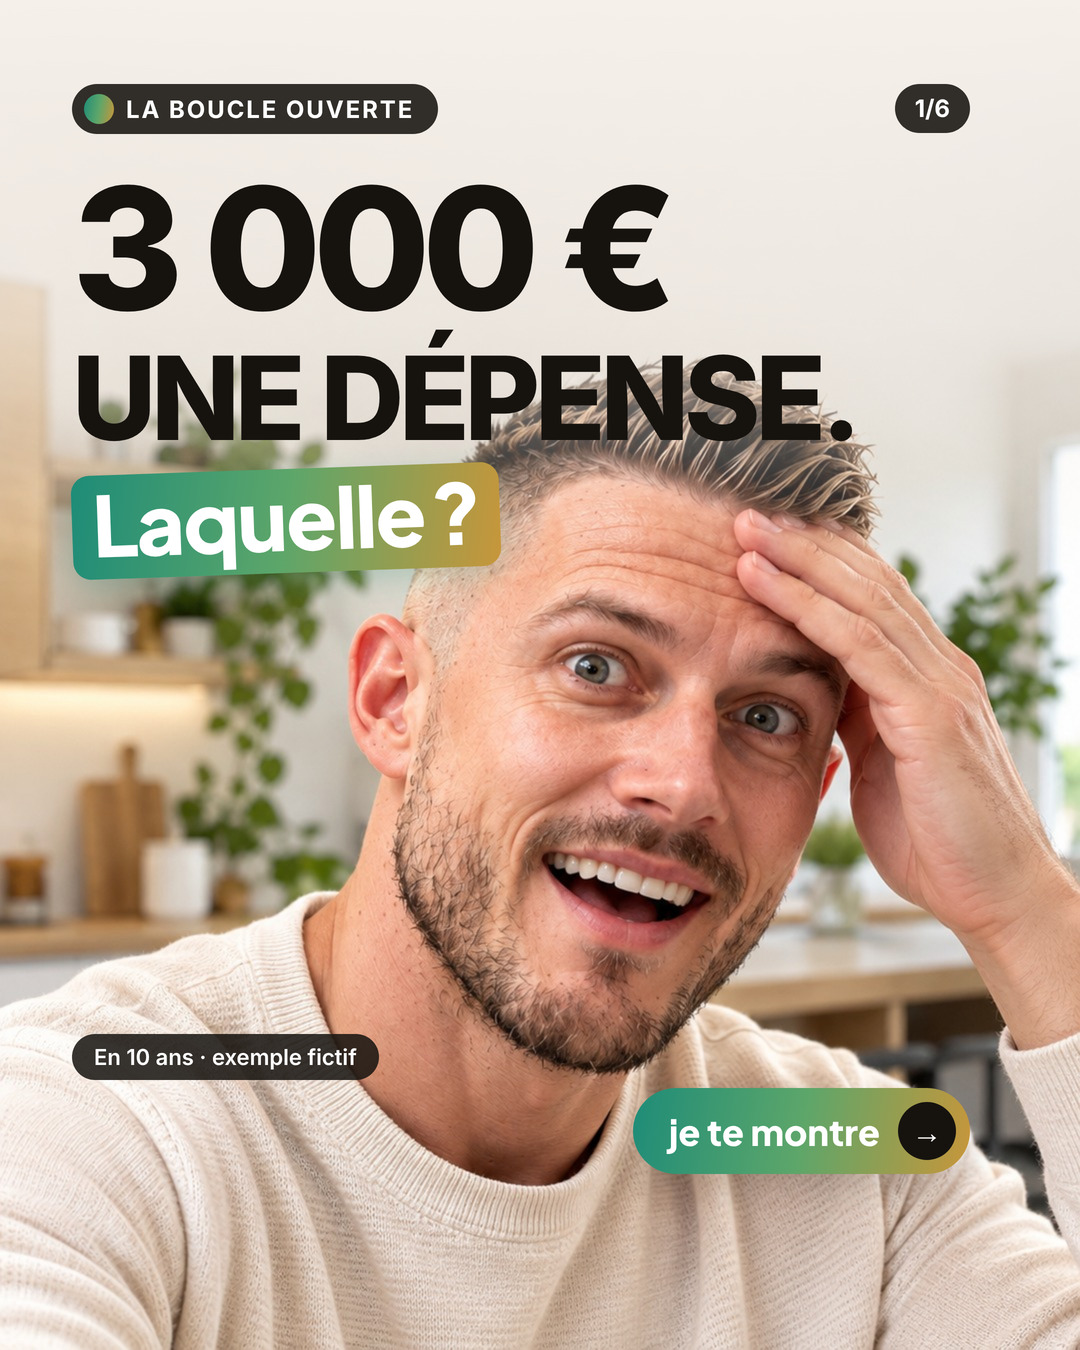 LA BOUCLE OUVERTE
1/6
3 000 €
UNE DÉPENSE.
Laquelle ?
En 10 ans · exemple fictif
je te montre →